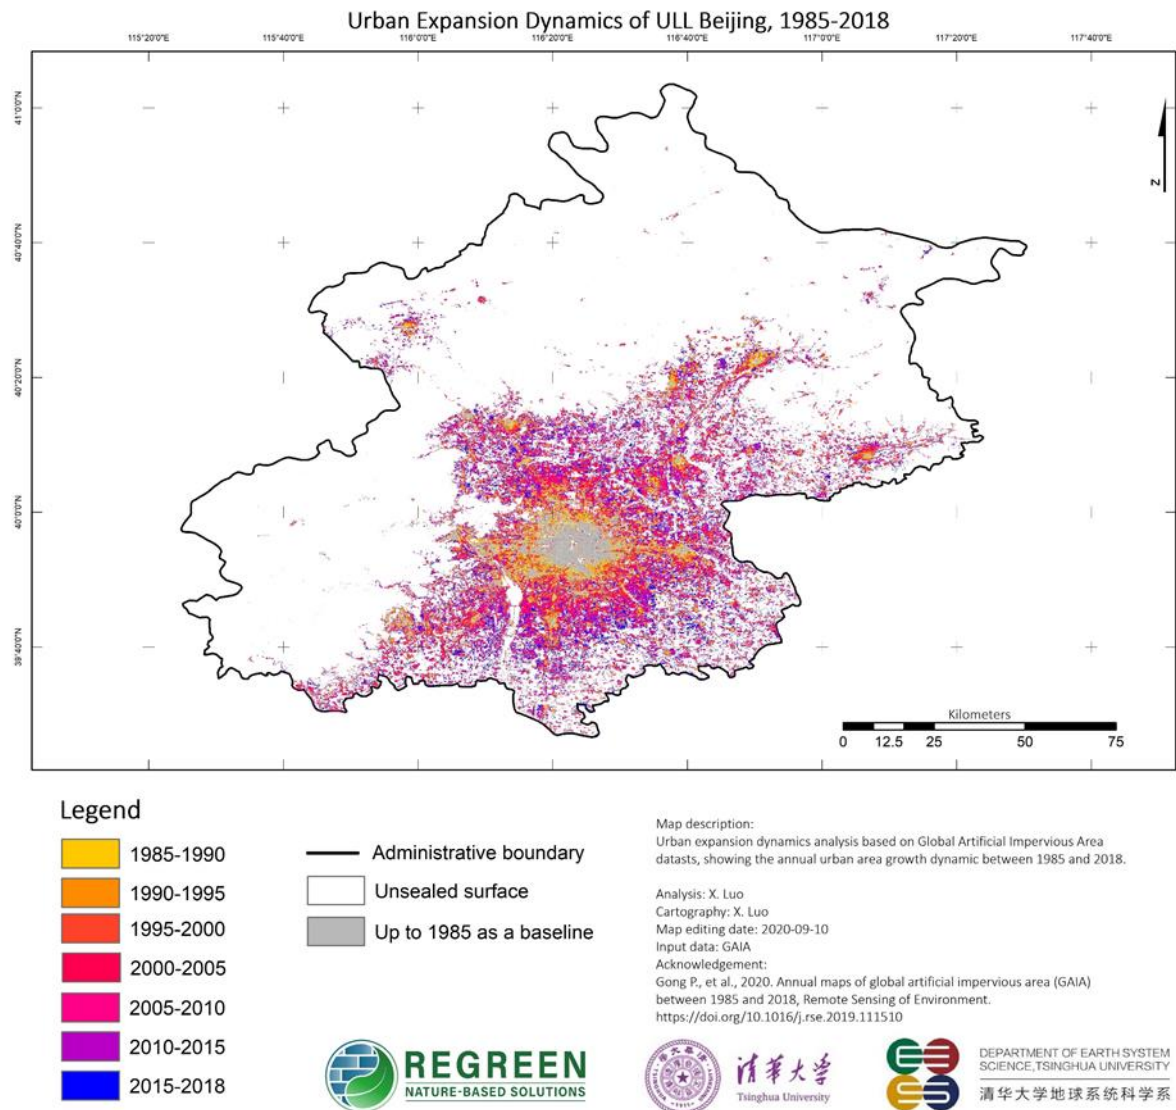 Urban Expansion Dynamics of ULL Beijing, 1985-2018
115°20'0"E 115°40'0"E 116°0'0"E 116°20'0"E 116°40'0"E 117°0'0"E 117°20'0"E 117°40'0"E
41°0'0"N
40°40'0"N
40°20'0"N
40°0'0"N
39°40'0"N
N
Kilometers
0 12.5 25 50 75
Legend
1985-1990
1990-1995
1995-2000
2000-2005
2005-2010
2010-2015
2015-2018
Administrative boundary
Unsealed surface
Up to 1985 as a baseline
Map description:
Urban expansion dynamics analysis based on Global Artificial Impervious Area
datasts, showing the annual urban area growth dynamic between 1985 and 2018.
Analysis: X. Luo
Cartography: X. Luo
Map editing date: 2020-09-10
Input data: GAIA
Acknowledgement:
Gong P., et al., 2020. Annual maps of global artificial impervious area (GAIA)
between 1985 and 2018, Remote Sensing of Environment.
https://doi.org/10.1016/j.rse.2019.111510
REGREEN
NATURE-BASED SOLUTIONS
清華大学
Tsinghua University
DEPARTMENT OF EARTH SYSTEM
SCIENCE,TSINGHUA UNIVERSITY
清华大学地球系统科学系